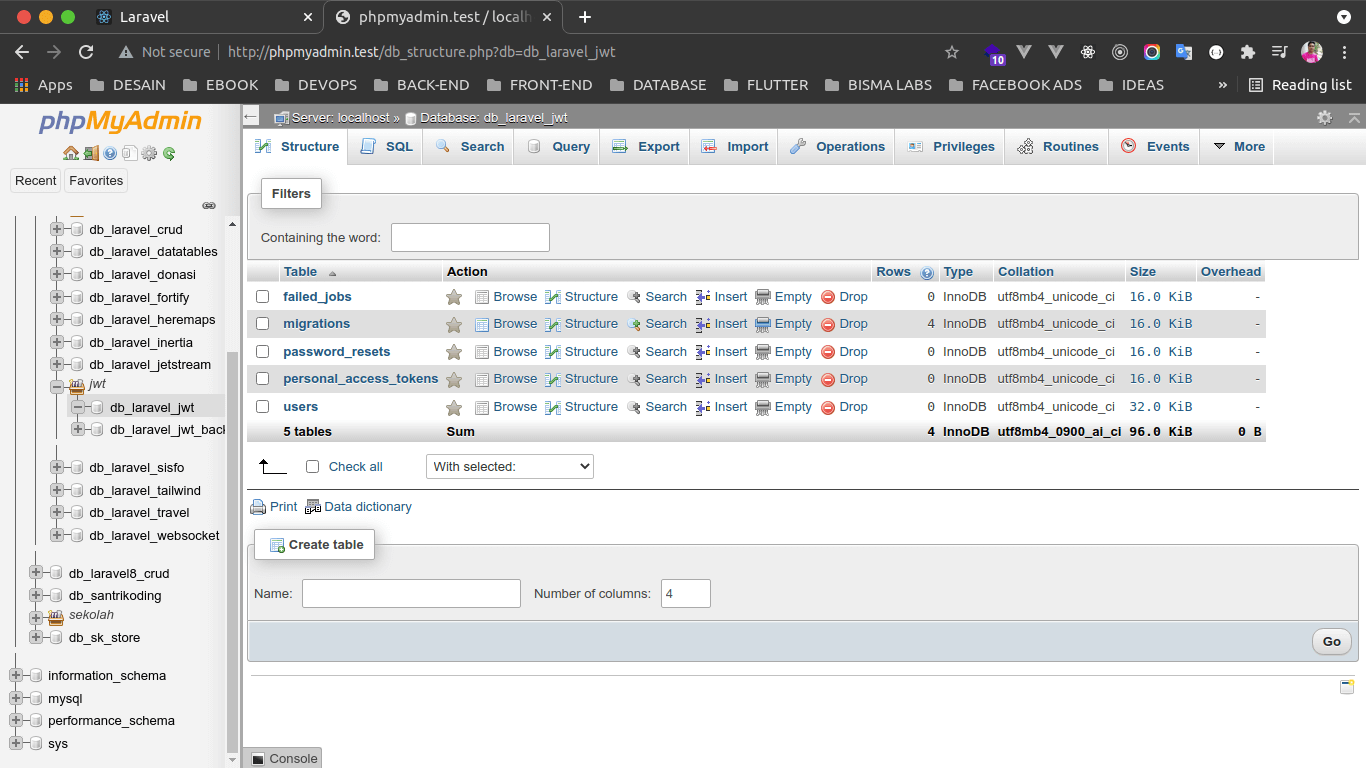 Laravel
phpmyadmin.test / localh
Not secure http://phpmyadmin.test/db_structure.php?db=db_laravel_jwt
10
Apps DESAIN EBOOK DEVOPS BACK-END FRONT-END DATABASE FLUTTER BISMA LABS FACEBOOK ADS IDEAS » Reading list
phpMyAdmin
Recent Favorites
db_laravel_crud
db_laravel_datatables
db_laravel_donasi
db_laravel_fortify
db_laravel_heremaps
db_laravel_inertia
db_laravel_jetstream
jwt
db_laravel_jwt
db_laravel_jwt_back
db_laravel_sisfo
db_laravel_tailwind
db_laravel_travel
db_laravel_websocket
db_laravel8_crud
db_santrikoding
sekolah
db_sk_store
information_schema
mysql
performance_schema
sys
Server: localhost » Database: db_laravel_jwt
Structure SQL Search Query Export Import Operations Privileges Routines Events More
Filters
Containing the word:
Table Action Rows Type Collation Size Overhead
failed_jobs Browse Structure Search Insert Empty Drop 0 InnoDB utf8mb4_unicode_ci 16.0 KiB -
migrations Browse Structure Search Insert Empty Drop 4 InnoDB utf8mb4_unicode_ci 16.0 KiB -
password_resets Browse Structure Search Insert Empty Drop 0 InnoDB utf8mb4_unicode_ci 16.0 KiB -
personal_access_tokens Browse Structure Search Insert Empty Drop 0 InnoDB utf8mb4_unicode_ci 16.0 KiB -
users Browse Structure Search Insert Empty Drop 0 InnoDB utf8mb4_unicode_ci 32.0 KiB -
5 tables Sum 4 InnoDB utf8mb4_0900_ai_ci 96.0 KiB 0 B
Check all With selected:
Print Data dictionary
Create table
Name: Number of columns: 4
Go
Console